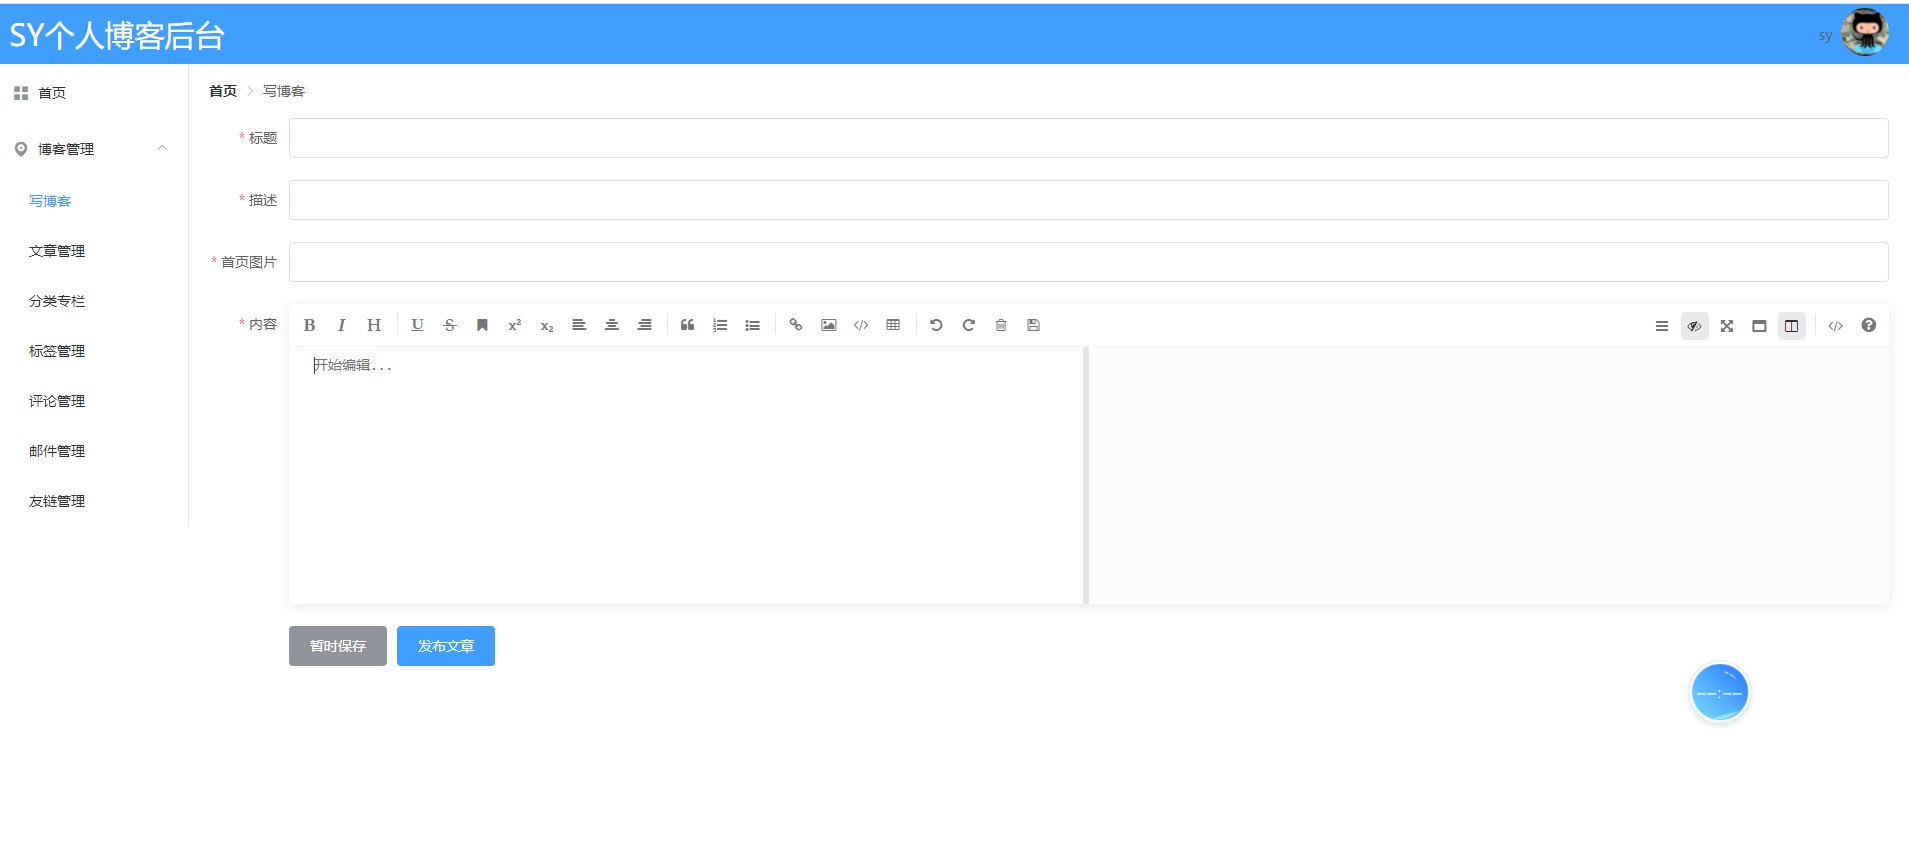 SY个人博客后台
sy
首页
博客管理
写博客
文章管理
分类专栏
标签管理
评论管理
邮件管理
友链管理
首页 > 写博客
* 标题
* 描述
* 首页图片
* 内容
开始编辑...
暂时保存
发布文章
--:--